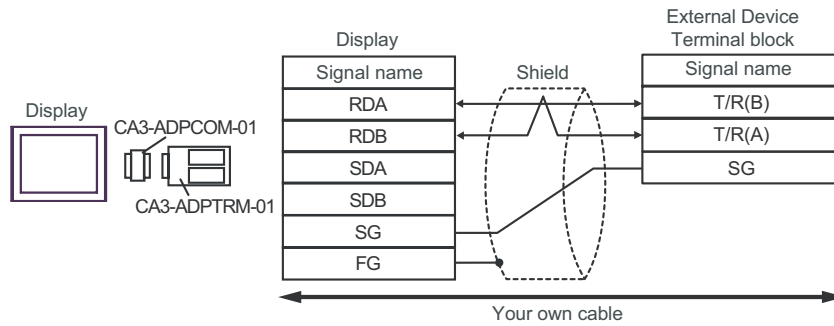 External Device
Display
Terminal block
Signal name
Shield
Signal name
Display
RDA
T/R(B)
CA3-ADPCOM-01
RDB
T/R(A)
SDA
SG
CA3-ADPTRM-01
SDB
SG
FG
Your own cable